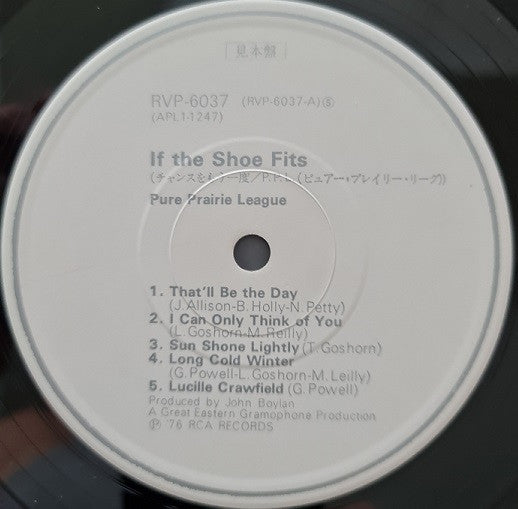 [見本盤]
RVP-6037 (RVP-6037-A)Ⓢ
(APL1-1247)
If the Shoe Fits
(チャンスをもう一度/P.P.L(ピュアー・プレイリー・リーグ))
Pure Prairie League
1. That'll Be the Day
(J.Allison-B.Holly-N.Petty)
2. I Can Only Think of You
(L.Goshorn-M.Reilly)
3. Sun Shone Lightly (T.Goshorn)
4. Long Cold Winter
(G.Powell-L.Goshorn-M.Leilly)
5. Lucille Crawfield (G.Powell)
Produced by John Boylan
A Great Eastern Gramophone Production
Ⓟ 76 RCA RECORDS